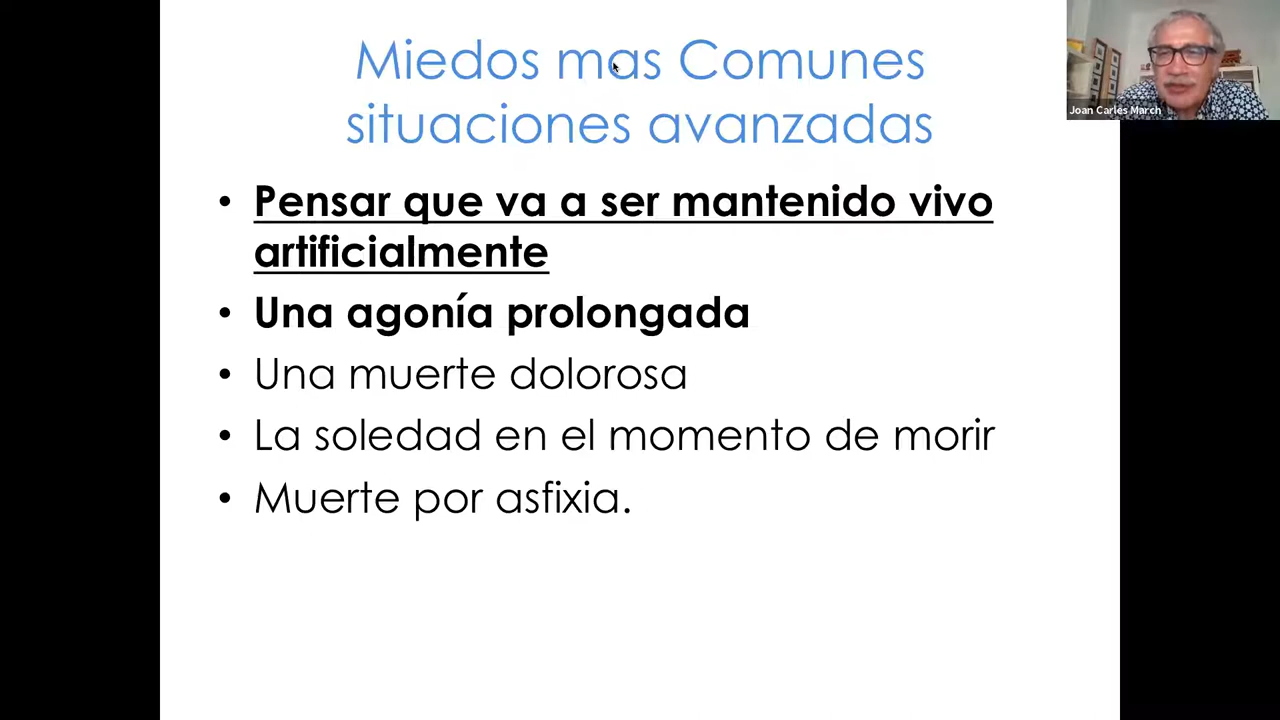 Miedos mas Comunes
situaciones avanzadas
Joan Carles March
• Pensar que va a ser mantenido vivo
artificialmente
• Una agonía prolongada
• Una muerte dolorosa
• La soledad en el momento de morir
• Muerte por asfixia.